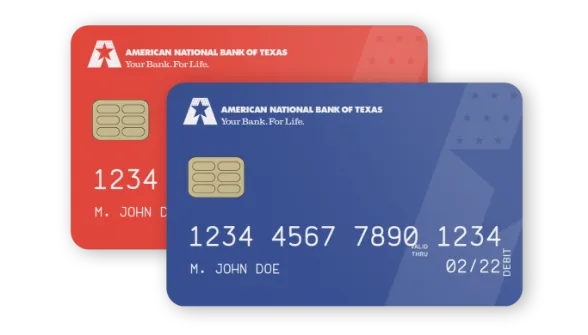 AMERICAN NATIONAL BANK OF TEXAS
Your Bank. For Life.
1234
M. JOHN D
AMERICAN NATIONAL BANK OF TEXAS
Your Bank. For Life.
1234 4567 7890 1234
VALID
THRU
M. JOHN DOE
02/22
DEBIT